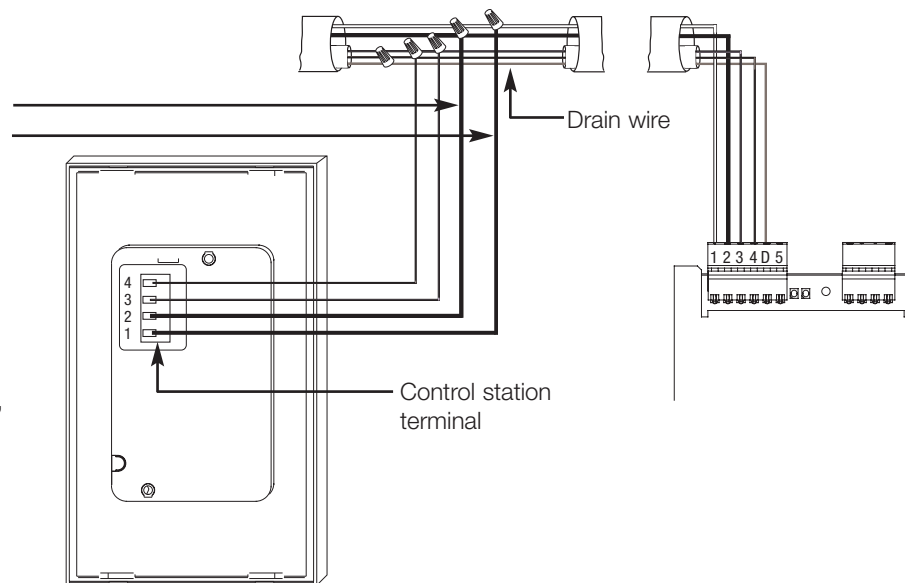 Drain wire
1 2 3 4 D 5
4
3
2
1
Control station
terminal